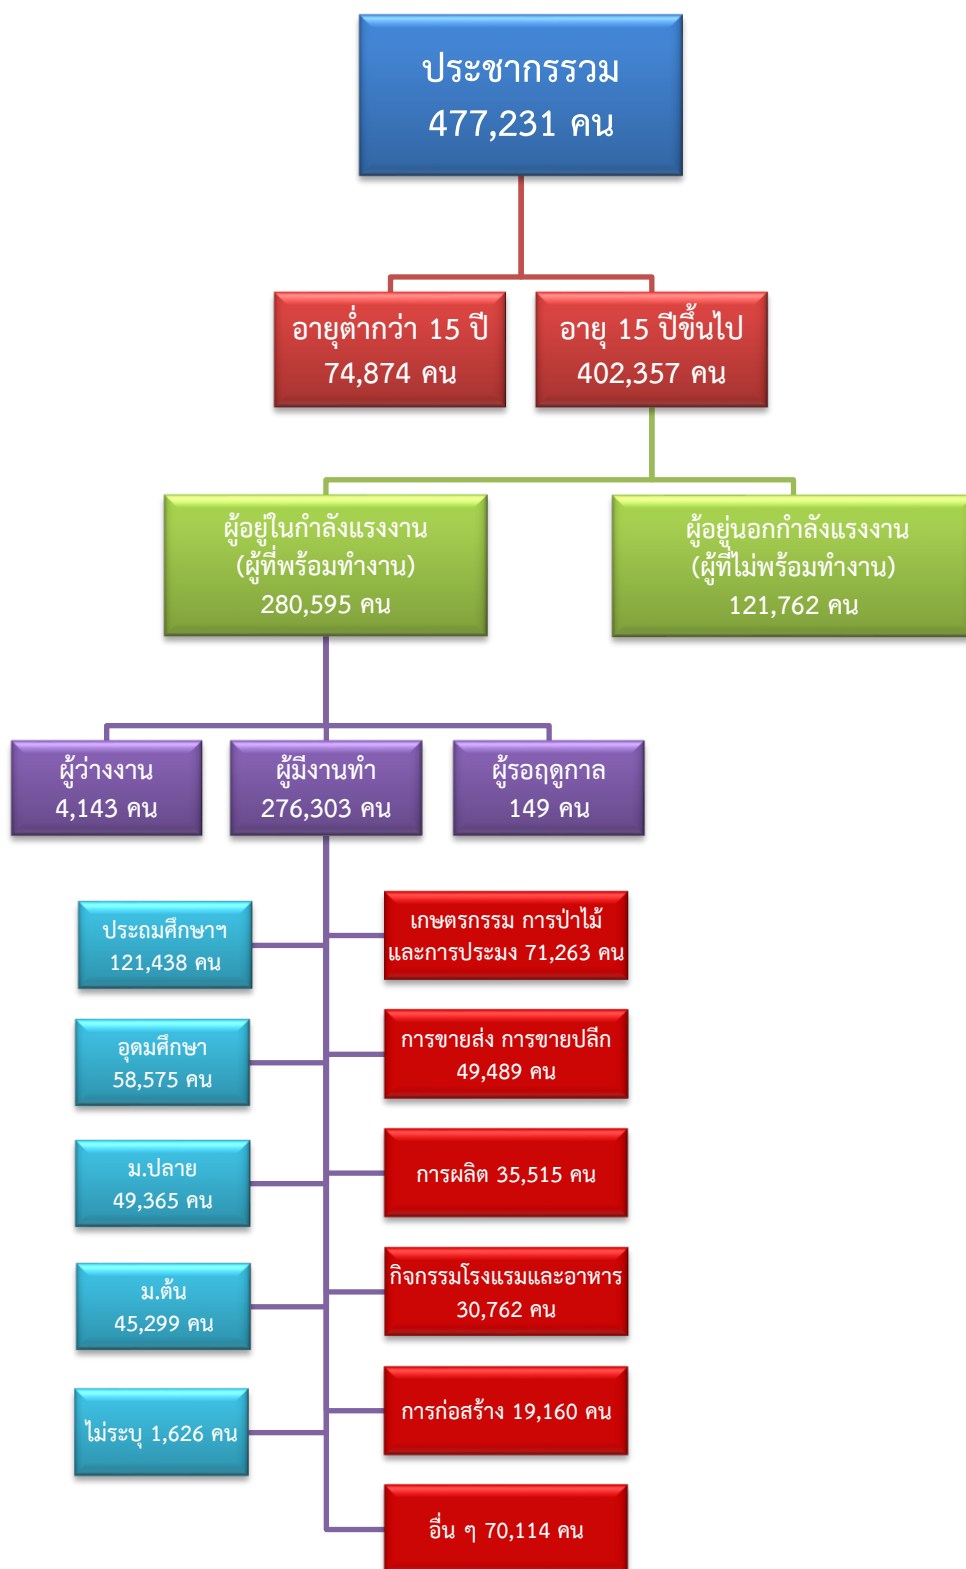 ประชากรรวม
477,231 คน
อายุต่ำกว่า 15 ปี
74,874 คน
อายุ 15 ปีขึ้นไป
402,357 คน
ผู้อยู่ในกำลังแรงงาน
(ผู้ที่พร้อมทำงาน)
280,595 คน
ผู้อยู่นอกกำลังแรงงาน
(ผู้ที่ไม่พร้อมทำงาน)
121,762 คน
ผู้ว่างงาน
4,143 คน
ผู้มีงานทำ
276,303 คน
ผู้รอฤดูกาล
149 คน
ประถมศึกษาฯ
121,438 คน
อุดมศึกษา
58,575 คน
ม.ปลาย
49,365 คน
ม.ต้น
45,299 คน
ไม่ระบุ 1,626 คน
เกษตรกรรม การป่าไม้
และการประมง 71,263 คน
การขายส่ง การขายปลีก
49,489 คน
การผลิต 35,515 คน
กิจกรรมโรงแรมและอาหาร
30,762 คน
การก่อสร้าง 19,160 คน
อื่น ๆ 70,114 คน